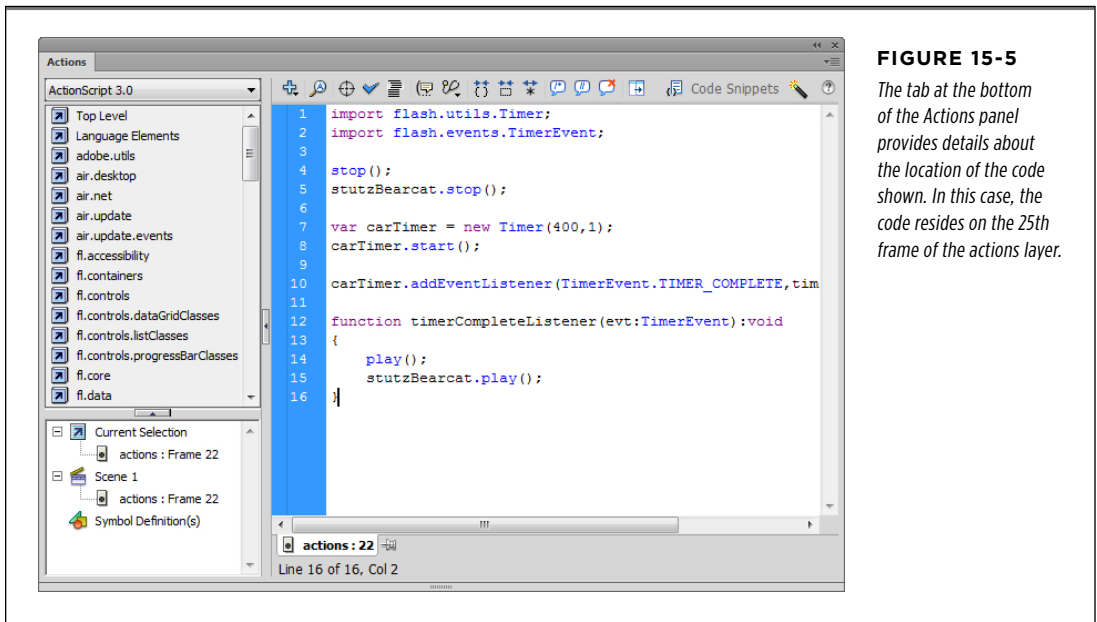 Actions
ActionScript 3.0
Top Level
Language Elements
adobe.utils
air.desktop
air.net
air.update
air.update.events
fl.accessibility
fl.containers
fl.controls
fl.controls.dataGridClasses
fl.controls.listClasses
fl.controls.progressBarClasses
fl.core
fl.data
Current Selection
actions : Frame 22
Scene 1
actions : Frame 22
Symbol Definition(s)
Code Snippets
1 import flash.utils.Timer;
2 import flash.events.TimerEvent;
3
4 stop();
5 stutzBearcat.stop();
6
7 var carTimer = new Timer(400,1);
8 carTimer.start();
9
10 carTimer.addEventListener(TimerEvent.TIMER_COMPLETE,tim
11
12 function timerCompleteListener(evt:TimerEvent):void
13 {
14 play();
15 stutzBearcat.play();
16 }
actions : 22
Line 16 of 16, Col 2
FIGURE 15-5
The tab at the bottom
of the Actions panel
provides details about
the location of the code
shown. In this case, the
code resides on the 25th
frame of the actions layer.